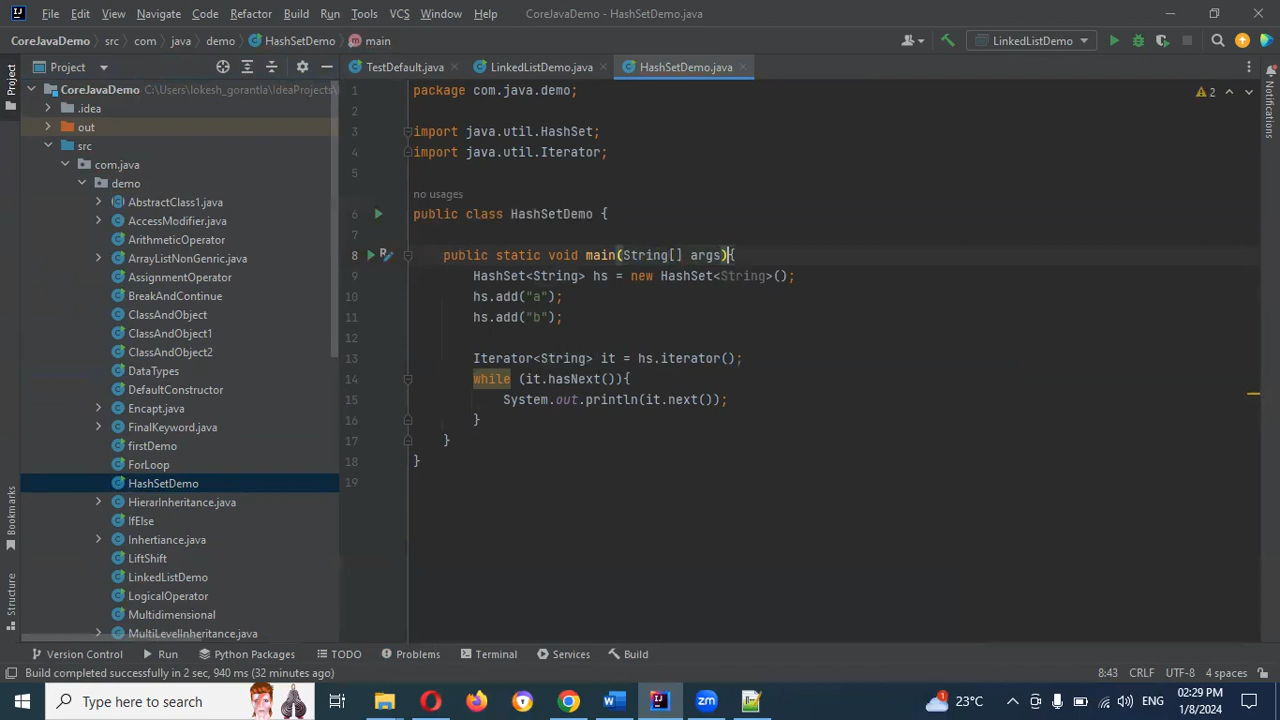 File Edit View Navigate Code Refactor Build Run Tools VCS Window Help CoreJavaDemo - HashSetDemo.java
CoreJavaDemo src com java demo HashSetDemo main LinkedListDemo
Project TestDefault.java LinkedListDemo.java HashSetDemo.java
Project
Bookmarks
Structure
Notifications
CoreJavaDemo C:\Users\lokesh_gorantla\IdeaProjects\
.idea
out
src
com.java
demo
AbstractClass1.java
AccessModifier.java
ArithmeticOperator
ArrayListNonGenric.java
AssignmentOperator
BreakAndContinue
ClassAndObject
ClassAndObject1
ClassAndObject2
DataTypes
DefaultConstructor
Encapt.java
FinalKeyword.java
firstDemo
ForLoop
HashSetDemo
HierarInheritance.java
IfElse
Inhertiance.java
LiftShift
LinkedListDemo
LogicalOperator
Multidimensional
MultiLevelInheritance.java
2
1 package com.java.demo;
2
3 import java.util.HashSet;
4 import java.util.Iterator;
5
no usages
6 public class HashSetDemo {
7
8 public static void main(String[] args){
9 HashSet<String> hs = new HashSet<String>();
10 hs.add("a");
11 hs.add("b");
12
13 Iterator<String> it = hs.iterator();
14 while (it.hasNext()){
15 System.out.println(it.next());
16 }
17 }
18 }
19
Version Control Run Python Packages TODO Problems Terminal Services Build
Build completed successfully in 2 sec, 940 ms (32 minutes ago) 8:43 CRLF UTF-8 4 spaces
Type here to search 1 23°C ENG 02:29 PM
1/8/2024